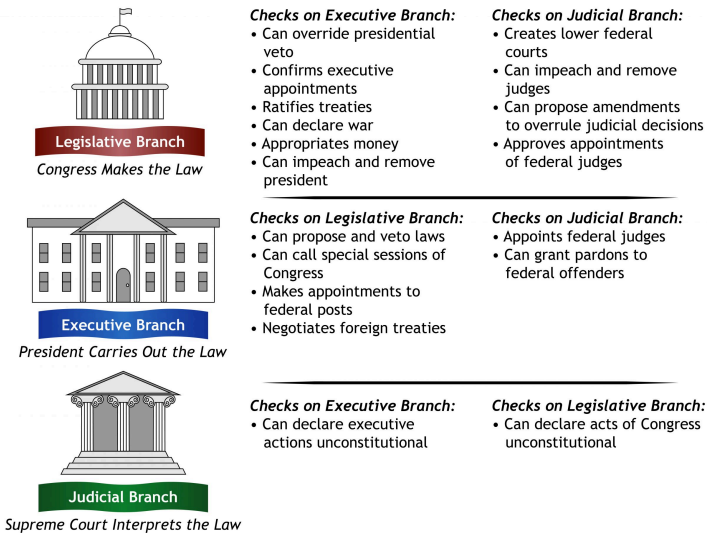 Legislative Branch
Congress Makes the Law
Checks on Executive Branch:
• Can override presidential
veto
• Confirms executive
appointments
• Ratifies treaties
• Can declare war
• Appropriates money
• Can impeach and remove
president
Checks on Judicial Branch:
• Creates lower federal
courts
• Can impeach and remove
judges
• Can propose amendments
to overrule judicial decisions
• Approves appointments
of federal judges
Executive Branch
President Carries Out the Law
Checks on Legislative Branch:
• Can propose and veto laws
• Can call special sessions of
Congress
• Makes appointments to
federal posts
• Negotiates foreign treaties
Checks on Judicial Branch:
• Appoints federal judges
• Can grant pardons to
federal offenders
Judicial Branch
Supreme Court Interprets the Law
Checks on Executive Branch:
• Can declare executive
actions unconstitutional
Checks on Legislative Branch:
• Can declare acts of Congress
unconstitutional